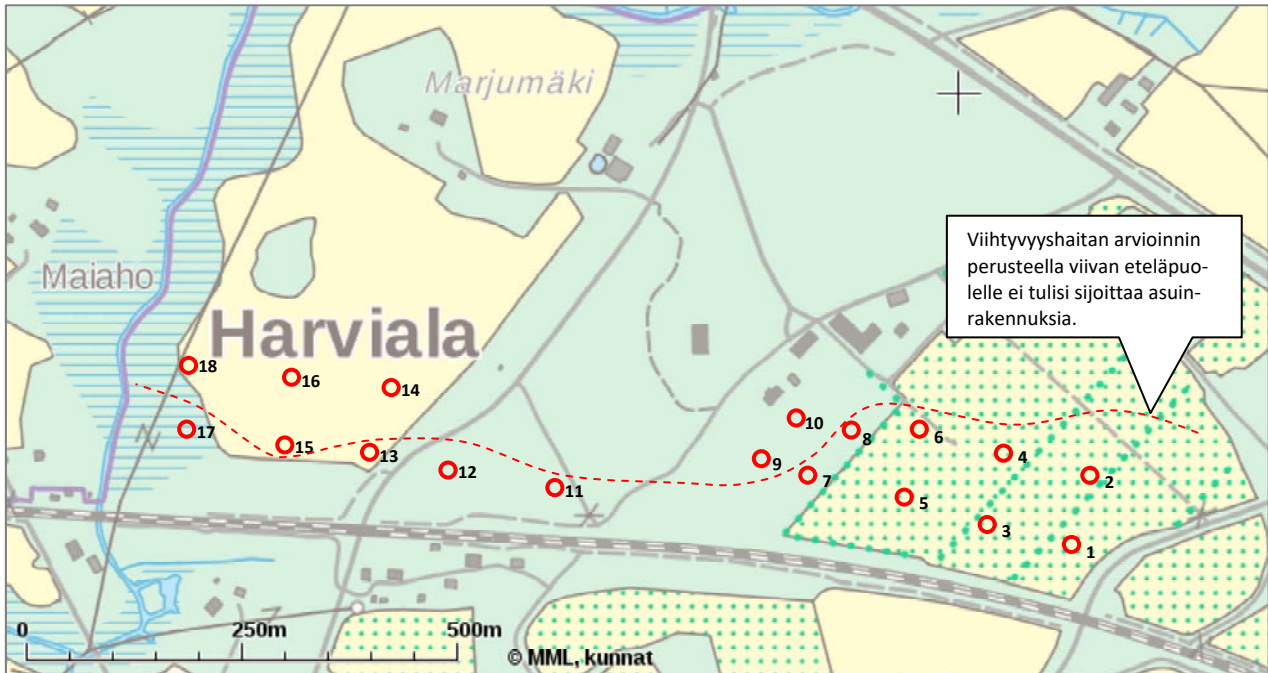 Marjumäki
Viihtyvyyshaitan arvioinnin
perusteella viivan eteläpuo-
lelle ei tulisi sijoittaa asuin-
rakennuksia.
Maiaho
Harviala
18
16
14
17
15
13
12
11
10
9
8
7
6
5
4
3
2
1
0 250m 500m
© MML, kunnat